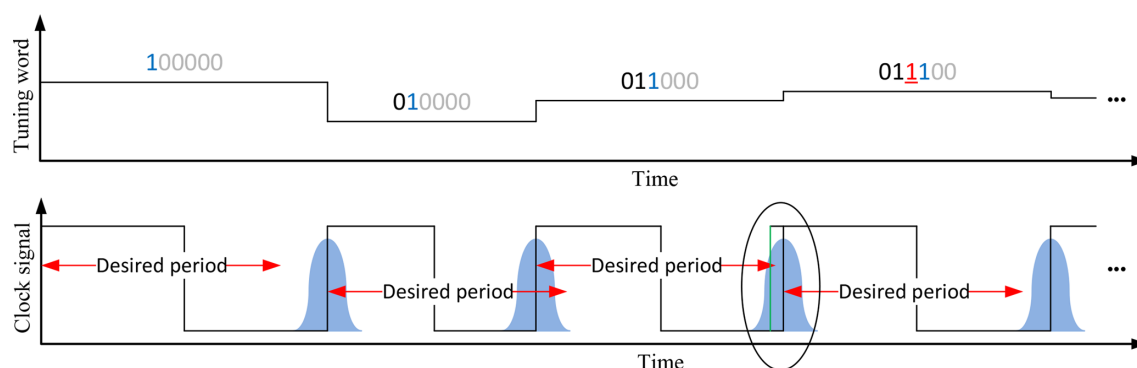 Tuning word
100000
010000
011000
011100
...
Time
Clock signal
Desired period
Desired period
Desired period
Desired period
...
Time